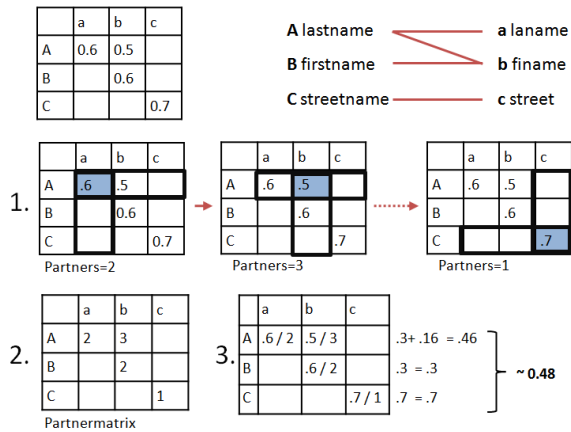 a b c
A 0.6 0.5
B 0.6
C 0.7
A lastname a laname
B firstname b finame
C streetname c street
1.
a b c
A .6 .5
B 0.6
C 0.7
Partners=2
a b c
A .6 .5
B .6
C .7
Partners=3
a b c
A .6 .5
B .6
C .7
Partners=1
2.
a b c
A 2 3
B 2
C 1
Partnermatrix
3.
a b c
A .6 / 2 .5 / 3 .3+ .16 = .46
B .6 / 2 .3 = .3
C .7 / 1 .7 = .7
~ 0.48